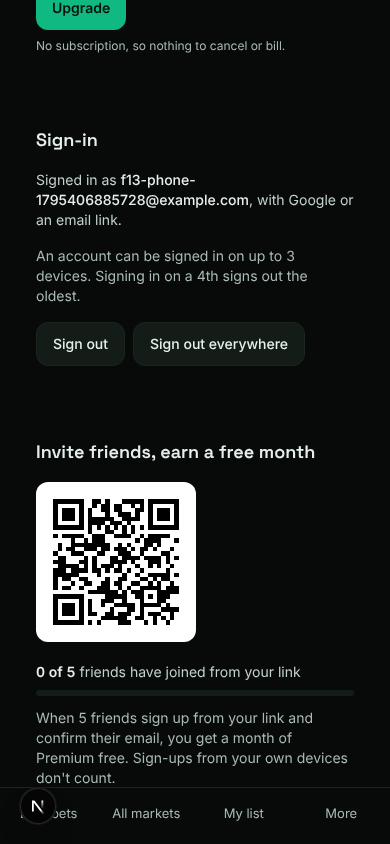 Upgrade
No subscription, so nothing to cancel or bill.
Sign-in
Signed in as f13-phone-
1795406885728@example.com, with Google or
an email link.
An account can be signed in on up to 3
devices. Signing in on a 4th signs out the
oldest.
Sign out
Sign out everywhere
Invite friends, earn a free month
0 of 5 friends have joined from your link
When 5 friends sign up from your link and
confirm their email, you get a month of
Premium free. Sign-ups from your own devices
don't count.
N
All markets
My list
More